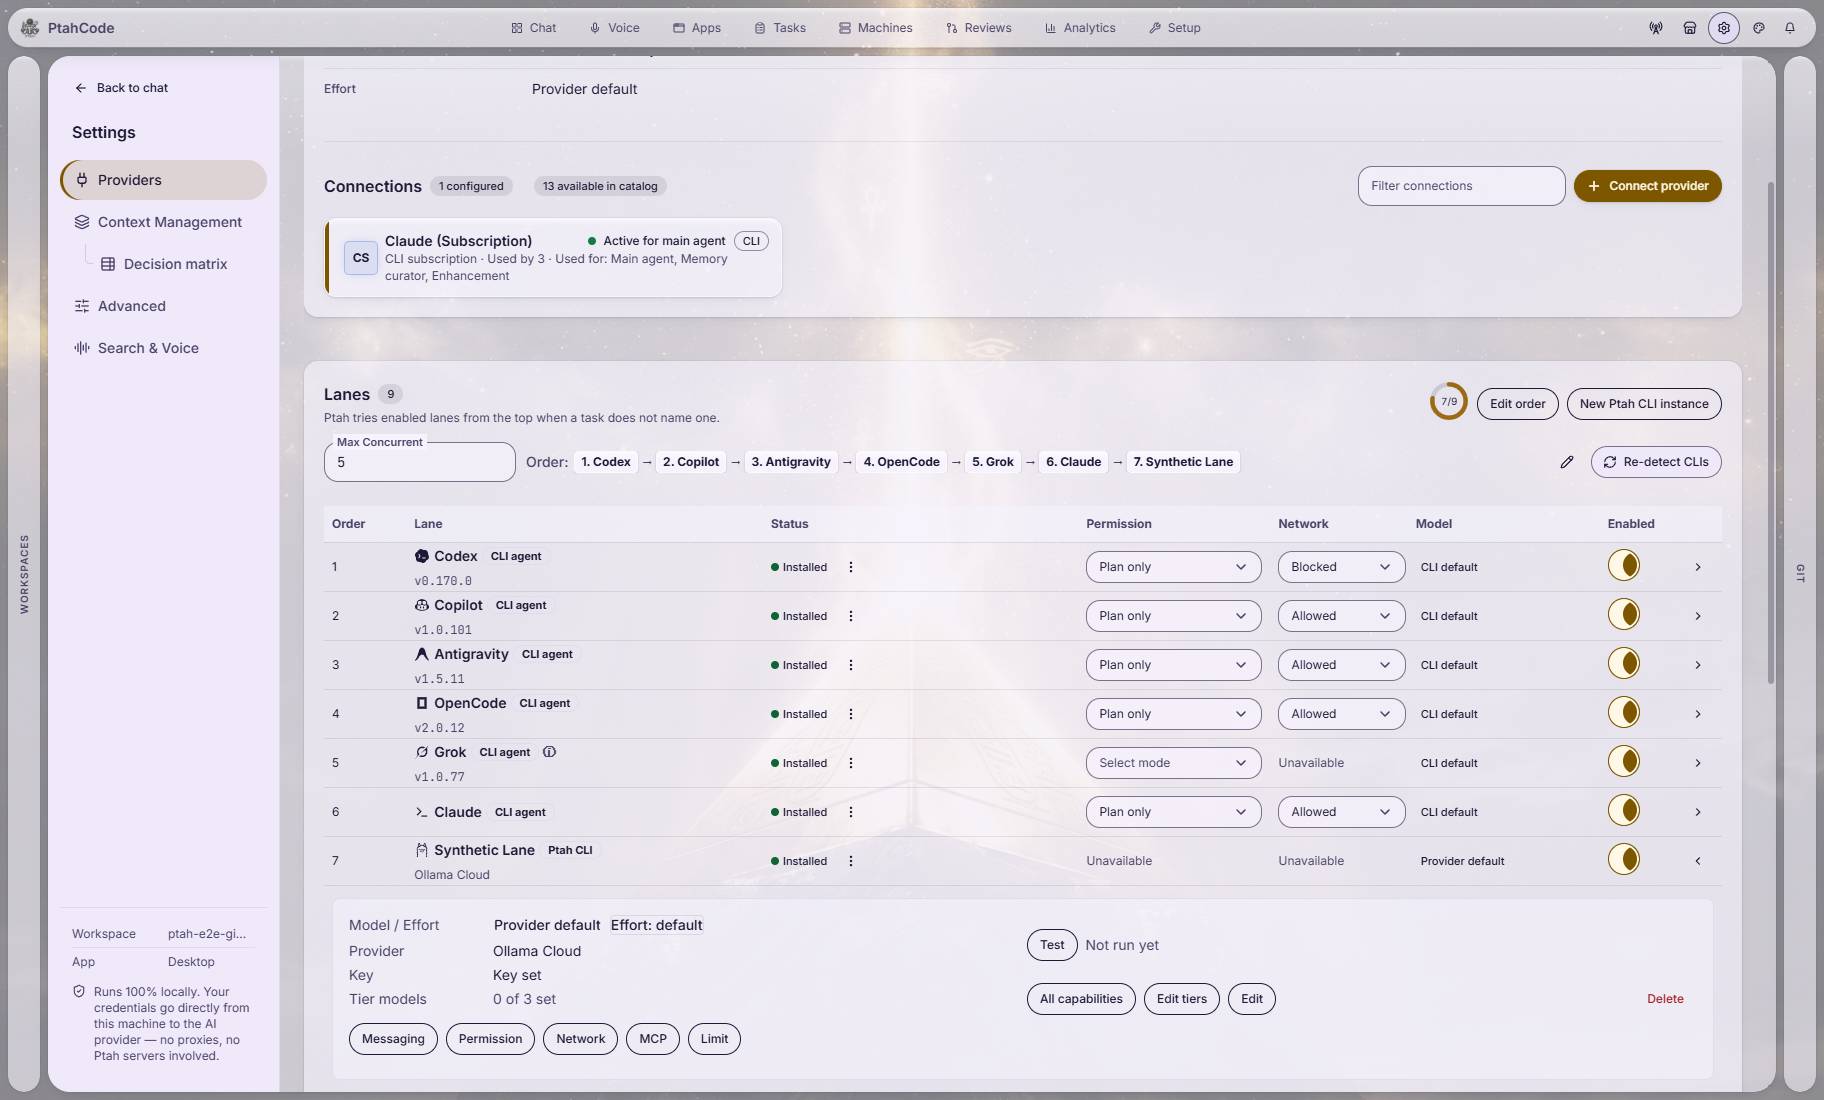 PtahCode
Chat
Voice
Apps
Tasks
Machines
Reviews
Analytics
Setup
WORKSPACES
Back to chat
Settings
Providers
Context Management
Decision matrix
Advanced
Search & Voice
Workspace ptah-e2e-gi...
App Desktop
Runs 100% locally. Your
credentials go directly from
this machine to the AI
provider — no proxies, no
Ptah servers involved.
Effort Provider default
Connections 1 configured 13 available in catalog
Filter connections
+ Connect provider
CS
Claude (Subscription) Active for main agent CLI
CLI subscription · Used by 3 · Used for: Main agent, Memory
curator, Enhancement
Lanes 9
Ptah tries enabled lanes from the top when a task does not name one.
7/9
Edit order
New Ptah CLI instance
Max Concurrent
5
Order: 1. Codex → 2. Copilot → 3. Antigravity → 4. OpenCode → 5. Grok → 6. Claude → 7. Synthetic Lane
Re-detect CLIs
Order Lane Status Permission Network Model Enabled
1 Codex CLI agent Installed Plan only Blocked CLI default
v0.170.0
2 Copilot CLI agent Installed Plan only Allowed CLI default
v1.0.101
3 Antigravity CLI agent Installed Plan only Allowed CLI default
v1.5.11
4 OpenCode CLI agent Installed Plan only Allowed CLI default
v2.0.12
5 Grok CLI agent Installed Select mode Unavailable CLI default
v1.0.77
6 Claude CLI agent Installed Plan only Allowed CLI default
7 Synthetic Lane Ptah CLI Installed Unavailable Unavailable Provider default
Ollama Cloud
Model / Effort Provider default Effort: default
Provider Ollama Cloud
Key Key set
Tier models 0 of 3 set
Messaging Permission Network MCP Limit
Test Not run yet
All capabilities Edit tiers Edit Delete
GIT